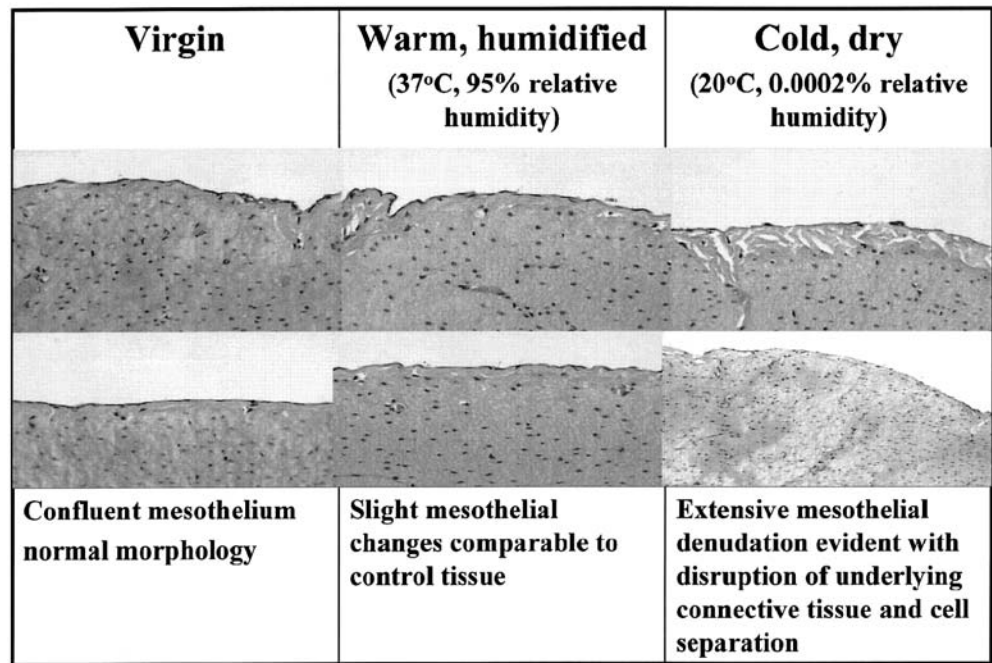 Virgin
Warm, humidified
(37°C, 95% relative
humidity)
Cold, dry
(20°C, 0.0002% relative
humidity)
Confluent mesothelium
normal morphology
Slight mesothelial
changes comparable to
control tissue
Extensive mesothelial
denudation evident with
disruption of underlying
connective tissue and cell
separation